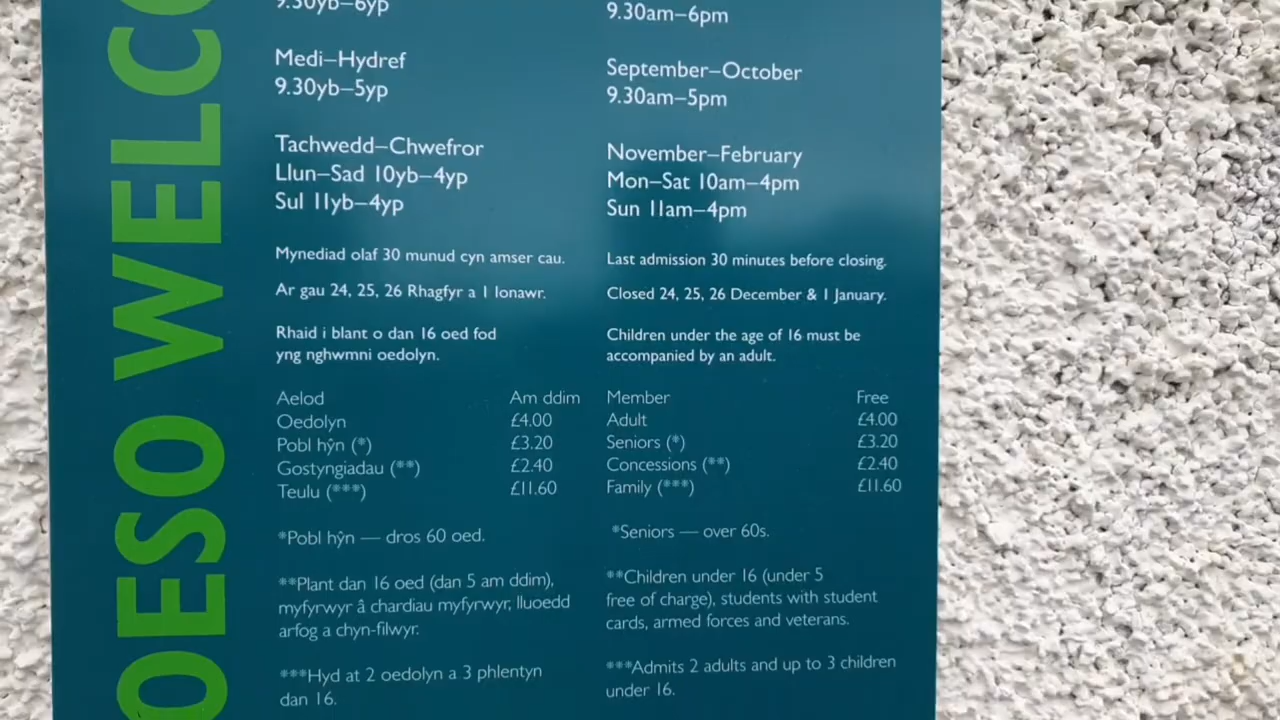 OESO WELCO
9.30yb–6yp
Medi–Hydref
9.30yb–5yp
Tachwedd–Chwefror
Llun–Sad 10yb–4yp
Sul 11yb–4yp
Mynediad olaf 30 munud cyn amser cau.
Ar gau 24, 25, 26 Rhagfyr a 1 Ionawr.
Rhaid i blant o dan 16 oed fod
yng nghwmni oedolyn.
Aelod Am ddim
Oedolyn £4.00
Pobl hŷn (*) £3.20
Gostyngiadau (**) £2.40
Teulu (***) £11.60
*Pobl hŷn — dros 60 oed.
**Plant dan 16 oed (dan 5 am ddim),
myfyrwyr â chardiau myfyrwyr, lluoedd
arfog a chyn-filwyr.
***Hyd at 2 oedolyn a 3 phlentyn
dan 16.
9.30am–6pm
September–October
9.30am–5pm
November–February
Mon–Sat 10am–4pm
Sun 11am–4pm
Last admission 30 minutes before closing.
Closed 24, 25, 26 December & 1 January.
Children under the age of 16 must be
accompanied by an adult.
Member Free
Adult £4.00
Seniors (*) £3.20
Concessions (**) £2.40
Family (***) £11.60
*Seniors — over 60s.
**Children under 16 (under 5
free of charge), students with student
cards, armed forces and veterans.
***Admits 2 adults and up to 3 children
under 16.